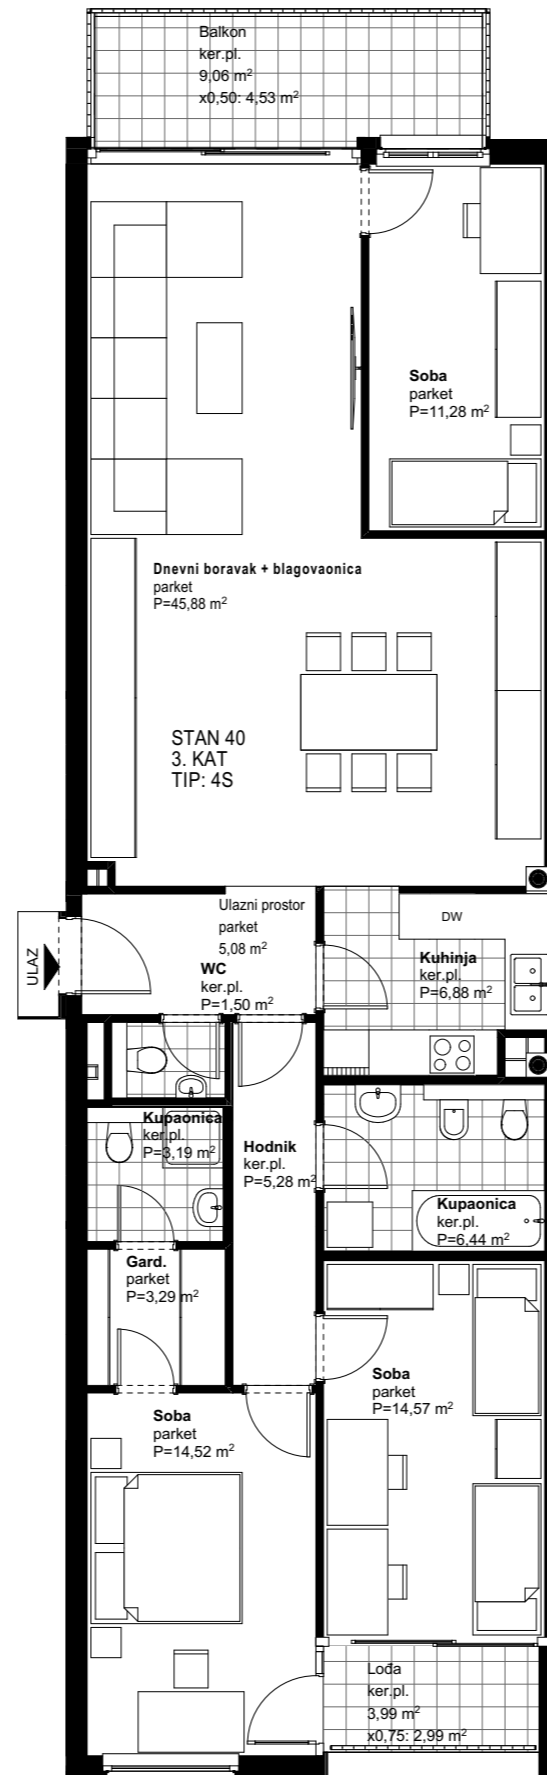 Balkon
ker.pl.
9,06 m²
x0,50: 4,53 m²
Soba
parket
P=11,28 m²
Dnevni boravak + blagovaonica
parket
P=45,88 m²
STAN 40
3. KAT
TIP: 4S
Ulazni prostor
parket
5,08 m²
DW
ULAZ
WC
ker.pl.
P=1,50 m²
Kuhinja
ker.pl.
P=6,88 m²
Kupaonica
ker.pl.
P=3,19 m²
Hodnik
ker.pl.
P=5,28 m²
Kupaonica
ker.pl.
P=6,44 m²
Gard.
parket
P=3,29 m²
Soba
parket
P=14,57 m²
Soba
parket
P=14,52 m²
Lođa
ker.pl.
3,99 m²
x0,75: 2,99 m²